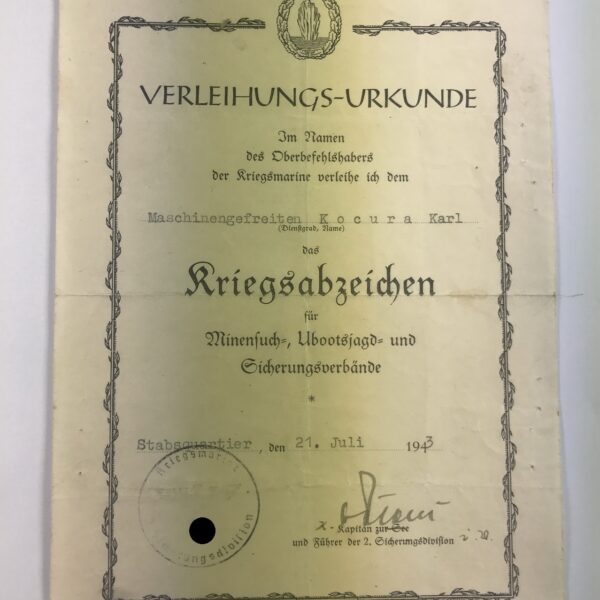 VERLEIHUNGS-URKUNDE
Im Namen
des Oberbefehlshabers
der Kriegsmarine verleihe ich dem
Maschinengefreiten K o c u r a Karl
(Dienstgrad, Name)
das
Kriegsabzeichen
für
Minensuch-, Ubootsjagd- und
Sicherungsverbände
*
Stabsquartier, den 21. Juli 1943
Kriegsmarine
Kapitän zur See
und Führer der 2. Sicherungsdivision